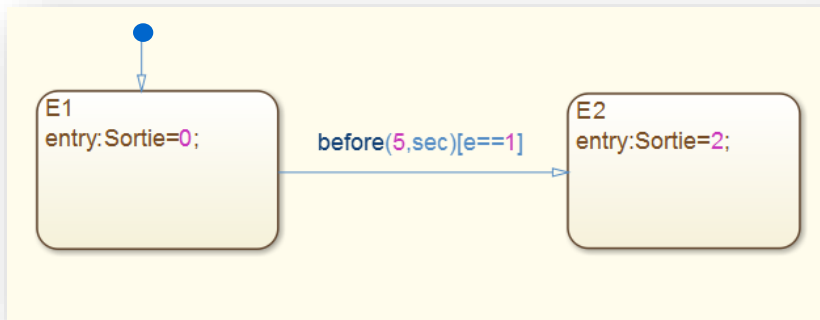 E1
entry:Sortie=0;
before(5,sec)[e==1]
E2
entry:Sortie=2;